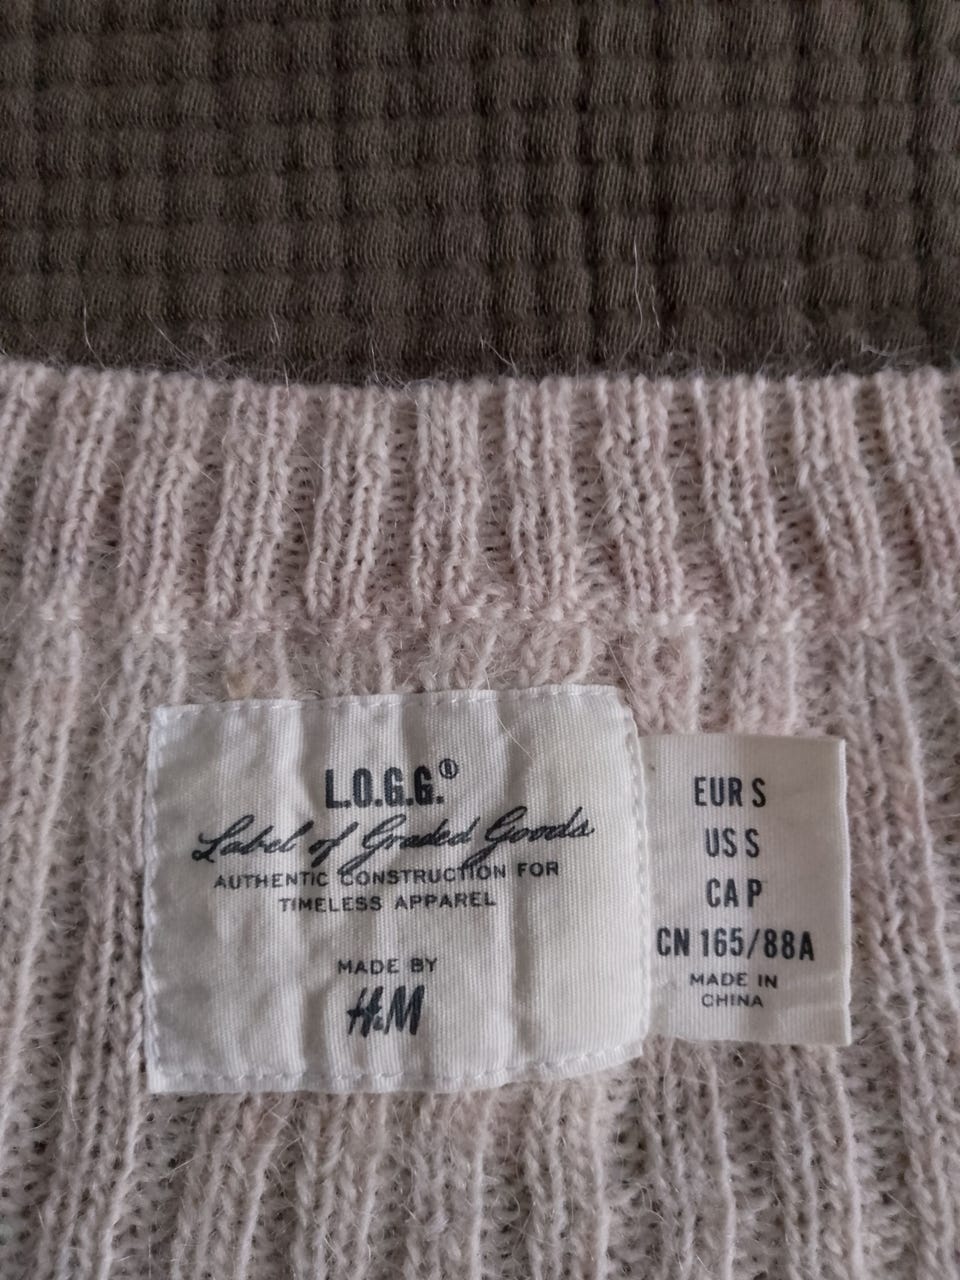 L.O.G.G.®
Label of Graded Goods
AUTHENTIC CONSTRUCTION FOR
TIMELESS APPAREL
MADE BY
H&M
EUR S
US S
CA P
CN 165/88A
MADE IN
CHINA